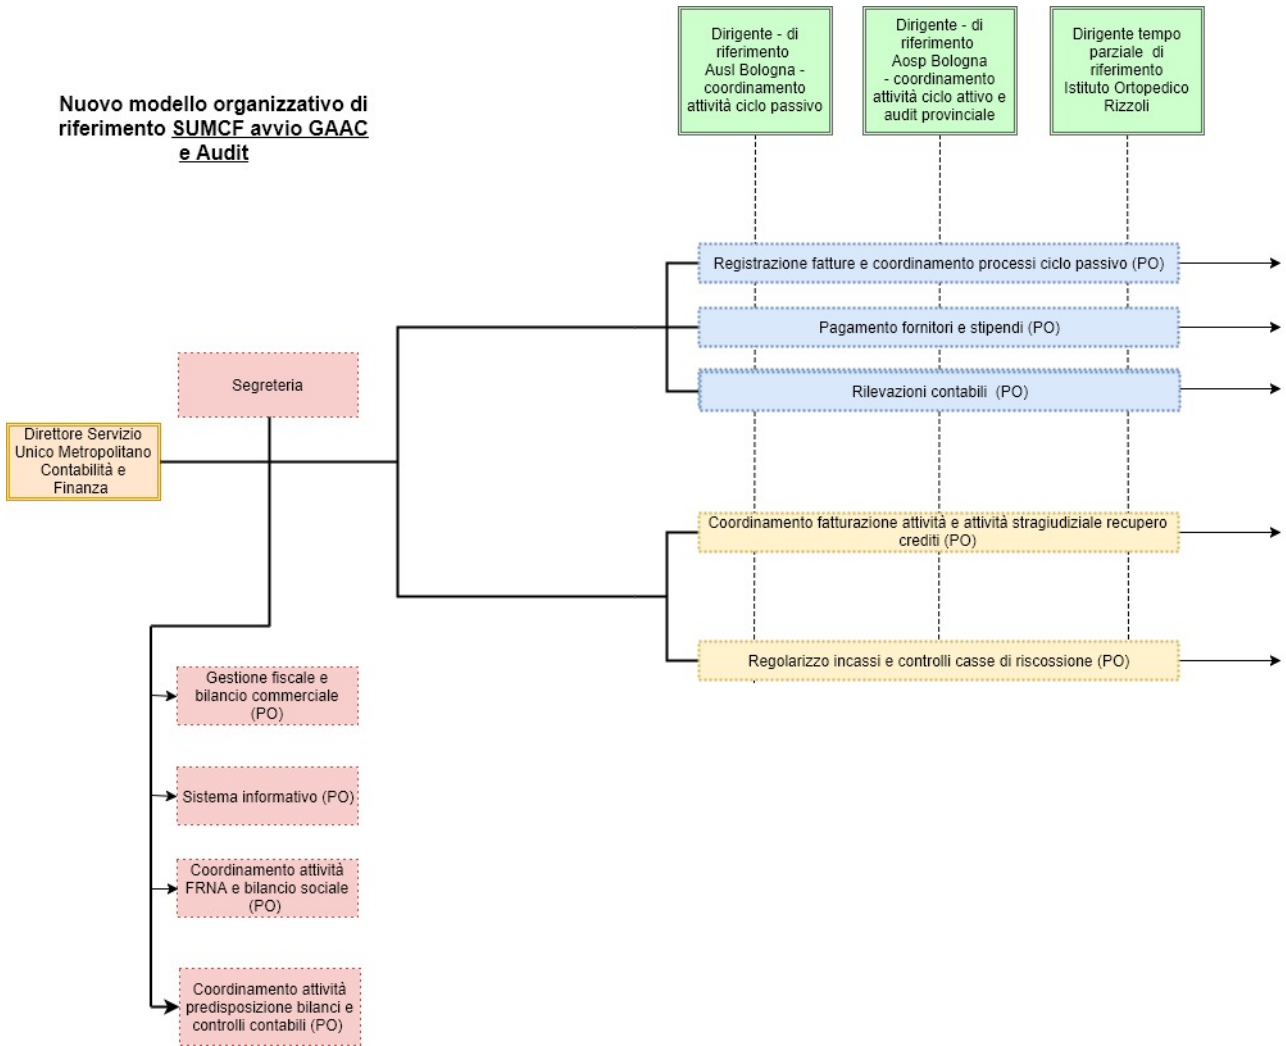 Nuovo modello organizzativo di
riferimento SUMCF avvio GAAC
e Audit
Dirigente - di
riferimento
Ausl Bologna -
coordinamento
attività ciclo passivo
Dirigente - di
riferimento
Aosp Bologna
- coordinamento
attività ciclo attivo e
audit provinciale
Dirigente tempo
parziale di
riferimento
Istituto Ortopedico
Rizzoli
Registrazione fatture e coordinamento processi ciclo passivo (PO)
Pagamento fornitori e stipendi (PO)
Rilevazioni contabili (PO)
Segreteria
Direttore Servizio
Unico Metropolitano
Contabilità e
Finanza
Coordinamento fatturazione attività e attività stragiudiziale recupero
crediti (PO)
Regolarizzo incassi e controlli casse di riscossione (PO)
Gestione fiscale e
bilancio commerciale
(PO)
Sistema informativo (PO)
Coordinamento attività
FRNA e bilancio sociale
(PO)
Coordinamento attività
predisposizione bilanci e
controlli contabili (PO)